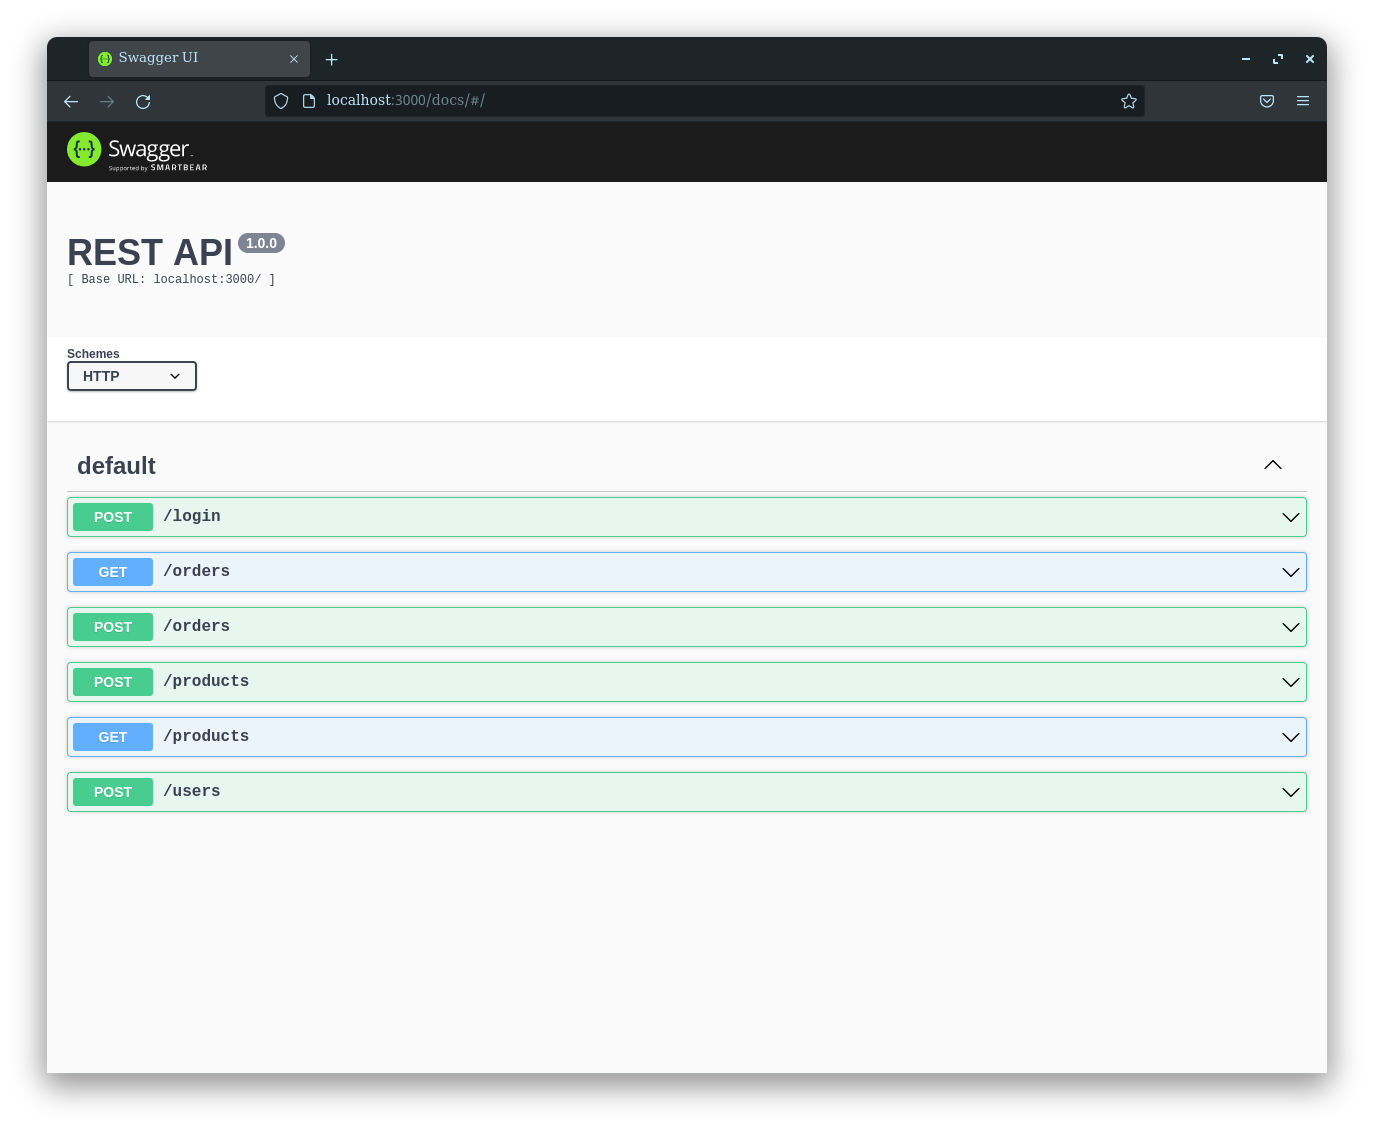 Swagger UI
localhost:3000/docs/#/
{···} Swagger
Supported by SMARTBEAR
REST API 1.0.0
[ Base URL: localhost:3000/ ]
Schemes
HTTP
default
POST /login
GET /orders
POST /orders
POST /products
GET /products
POST /users